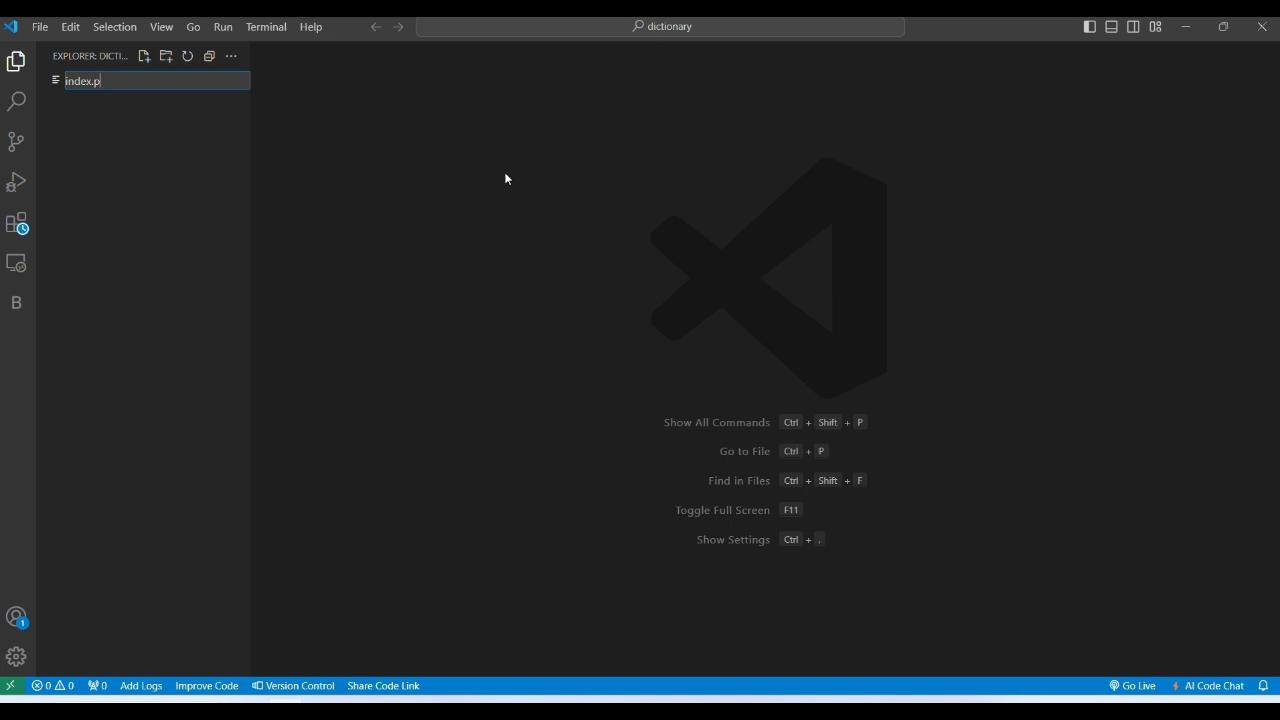 File Edit Selection View Go Run Terminal Help dictionary
EXPLORER: DICTI...
index.p
B
Show All Commands Ctrl + Shift + P
Go to File Ctrl + P
Find in Files Ctrl + Shift + F
Toggle Full Screen F11
Show Settings Ctrl + ,
1
0 0 0 Add Logs Improve Code Version Control Share Code Link Go Live AI Code Chat